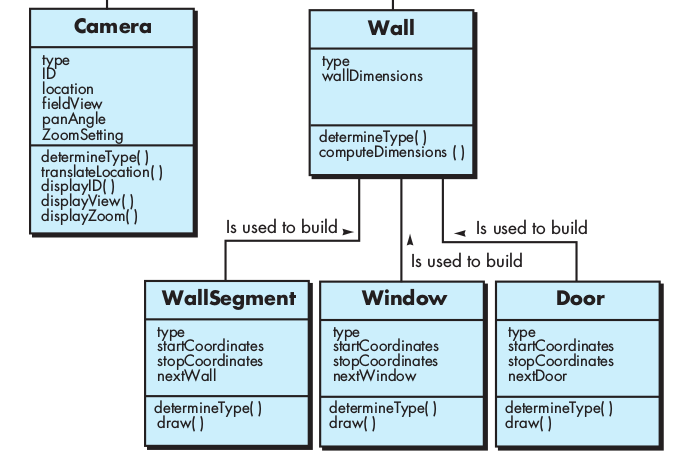 Camera
type
ID
location
fieldView
panAngle
ZoomSetting
determineType( )
translateLocation( )
displayID( )
displayView( )
displayZoom( )
Wall
type
wallDimensions
determineType( )
computeDimensions ( )
Is used to build
Is used to build
Is used to build
WallSegment
type
startCoordinates
stopCoordinates
nextWall
determineType( )
draw( )
Window
type
startCoordinates
stopCoordinates
nextWindow
determineType( )
draw( )
Door
type
startCoordinates
stopCoordinates
nextDoor
determineType( )
draw( )